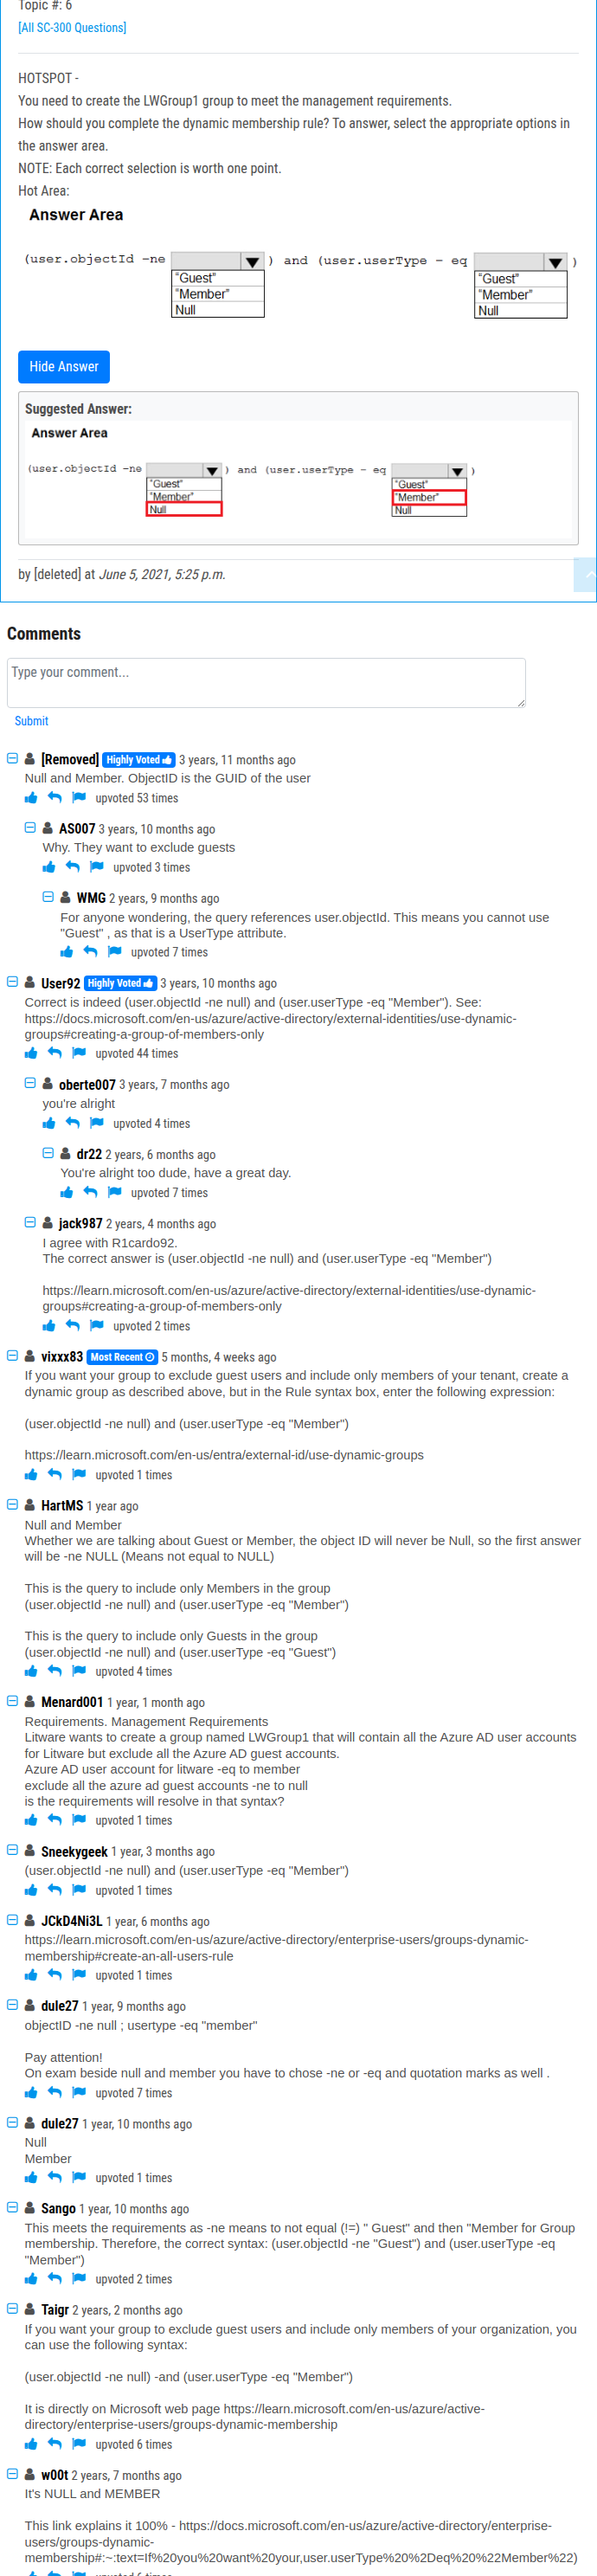 Topic #: 6
[All SC-300 Questions]
HOTSPOT -
You need to create the LWGroup1 group to meet the management requirements.
How should you complete the dynamic membership rule? To answer, select the appropriate options in
the answer area.
NOTE: Each correct selection is worth one point.
Hot Area:
Answer Area
(user.objectId -ne ) and (user.userType - eq )
"Guest" "Guest"
"Member" "Member"
Null Null
Hide Answer
Suggested Answer:
Answer Area
(user.objectId -ne ) and (user.userType - eq )
"Guest" "Guest"
"Member" "Member"
Null Null
by [deleted] at June 5, 2021, 5:25 p.m.
Comments
Type your comment...
Submit
[Removed] Highly Voted 3 years, 11 months ago
Null and Member. ObjectID is the GUID of the user
upvoted 53 times
AS007 3 years, 10 months ago
Why. They want to exclude guests
upvoted 3 times
WMG 2 years, 9 months ago
For anyone wondering, the query references user.objectId. This means you cannot use
"Guest" , as that is a UserType attribute.
upvoted 7 times
User92 Highly Voted 3 years, 10 months ago
Correct is indeed (user.objectId -ne null) and (user.userType -eq "Member"). See:
https://docs.microsoft.com/en-us/azure/active-directory/external-identities/use-dynamic-
groups#creating-a-group-of-members-only
upvoted 44 times
oberte007 3 years, 7 months ago
you're alright
upvoted 4 times
dr22 2 years, 6 months ago
You're alright too dude, have a great day.
upvoted 7 times
jack987 2 years, 4 months ago
I agree with R1cardo92.
The correct answer is (user.objectId -ne null) and (user.userType -eq "Member")
https://learn.microsoft.com/en-us/azure/active-directory/external-identities/use-dynamic-
groups#creating-a-group-of-members-only
upvoted 2 times
vixxx83 Most Recent 5 months, 4 weeks ago
If you want your group to exclude guest users and include only members of your tenant, create a
dynamic group as described above, but in the Rule syntax box, enter the following expression:
(user.objectId -ne null) and (user.userType -eq "Member")
https://learn.microsoft.com/en-us/entra/external-id/use-dynamic-groups
upvoted 1 times
HartMS 1 year ago
Null and Member
Whether we are talking about Guest or Member, the object ID will never be Null, so the first answer
will be -ne NULL (Means not equal to NULL)
This is the query to include only Members in the group
(user.objectId -ne null) and (user.userType -eq "Member")
This is the query to include only Guests in the group
(user.objectId -ne null) and (user.userType -eq "Guest")
upvoted 4 times
Menard001 1 year, 1 month ago
Requirements. Management Requirements
Litware wants to create a group named LWGroup1 that will contain all the Azure AD user accounts
for Litware but exclude all the Azure AD guest accounts.
Azure AD user account for litware -eq to member
exclude all the azure ad guest accounts -ne to null
is the requirements will resolve in that syntax?
upvoted 1 times
Sneekygeek 1 year, 3 months ago
(user.objectId -ne null) and (user.userType -eq "Member")
upvoted 1 times
JCkD4Ni3L 1 year, 6 months ago
https://learn.microsoft.com/en-us/azure/active-directory/enterprise-users/groups-dynamic-
membership#create-an-all-users-rule
upvoted 1 times
dule27 1 year, 9 months ago
objectID -ne null ; usertype -eq "member"
Pay attention!
On exam beside null and member you have to chose -ne or -eq and quotation marks as well .
upvoted 7 times
dule27 1 year, 10 months ago
Null
Member
upvoted 1 times
Sango 1 year, 10 months ago
This meets the requirements as -ne means to not equal (!=) " Guest" and then "Member for Group
membership. Therefore, the correct syntax: (user.objectId -ne "Guest") and (user.userType -eq
"Member")
upvoted 2 times
Taigr 2 years, 2 months ago
If you want your group to exclude guest users and include only members of your organization, you
can use the following syntax:
(user.objectId -ne null) -and (user.userType -eq "Member")
It is directly on Microsoft web page https://learn.microsoft.com/en-us/azure/active-
directory/enterprise-users/groups-dynamic-membership
upvoted 6 times
w00t 2 years, 7 months ago
It's NULL and MEMBER
This link explains it 100% - https://docs.microsoft.com/en-us/azure/active-directory/enterprise-
users/groups-dynamic-
membership#:~:text=If%20you%20want%20your,user.userType%20%2Deq%20%22Member%22)